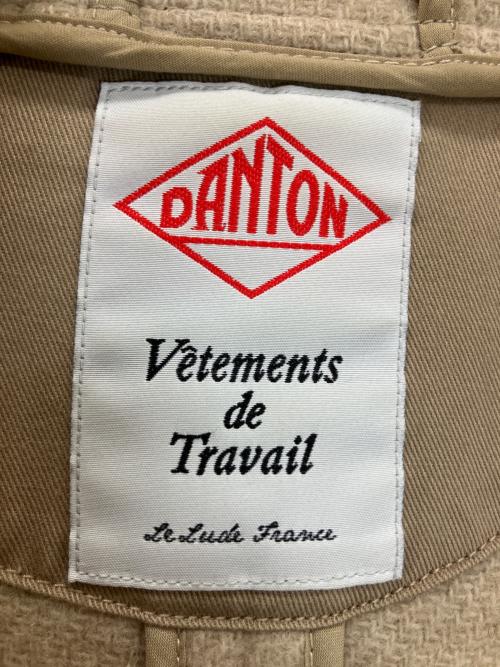 DANTON
Vêtements
de
Travail
Le Lude France